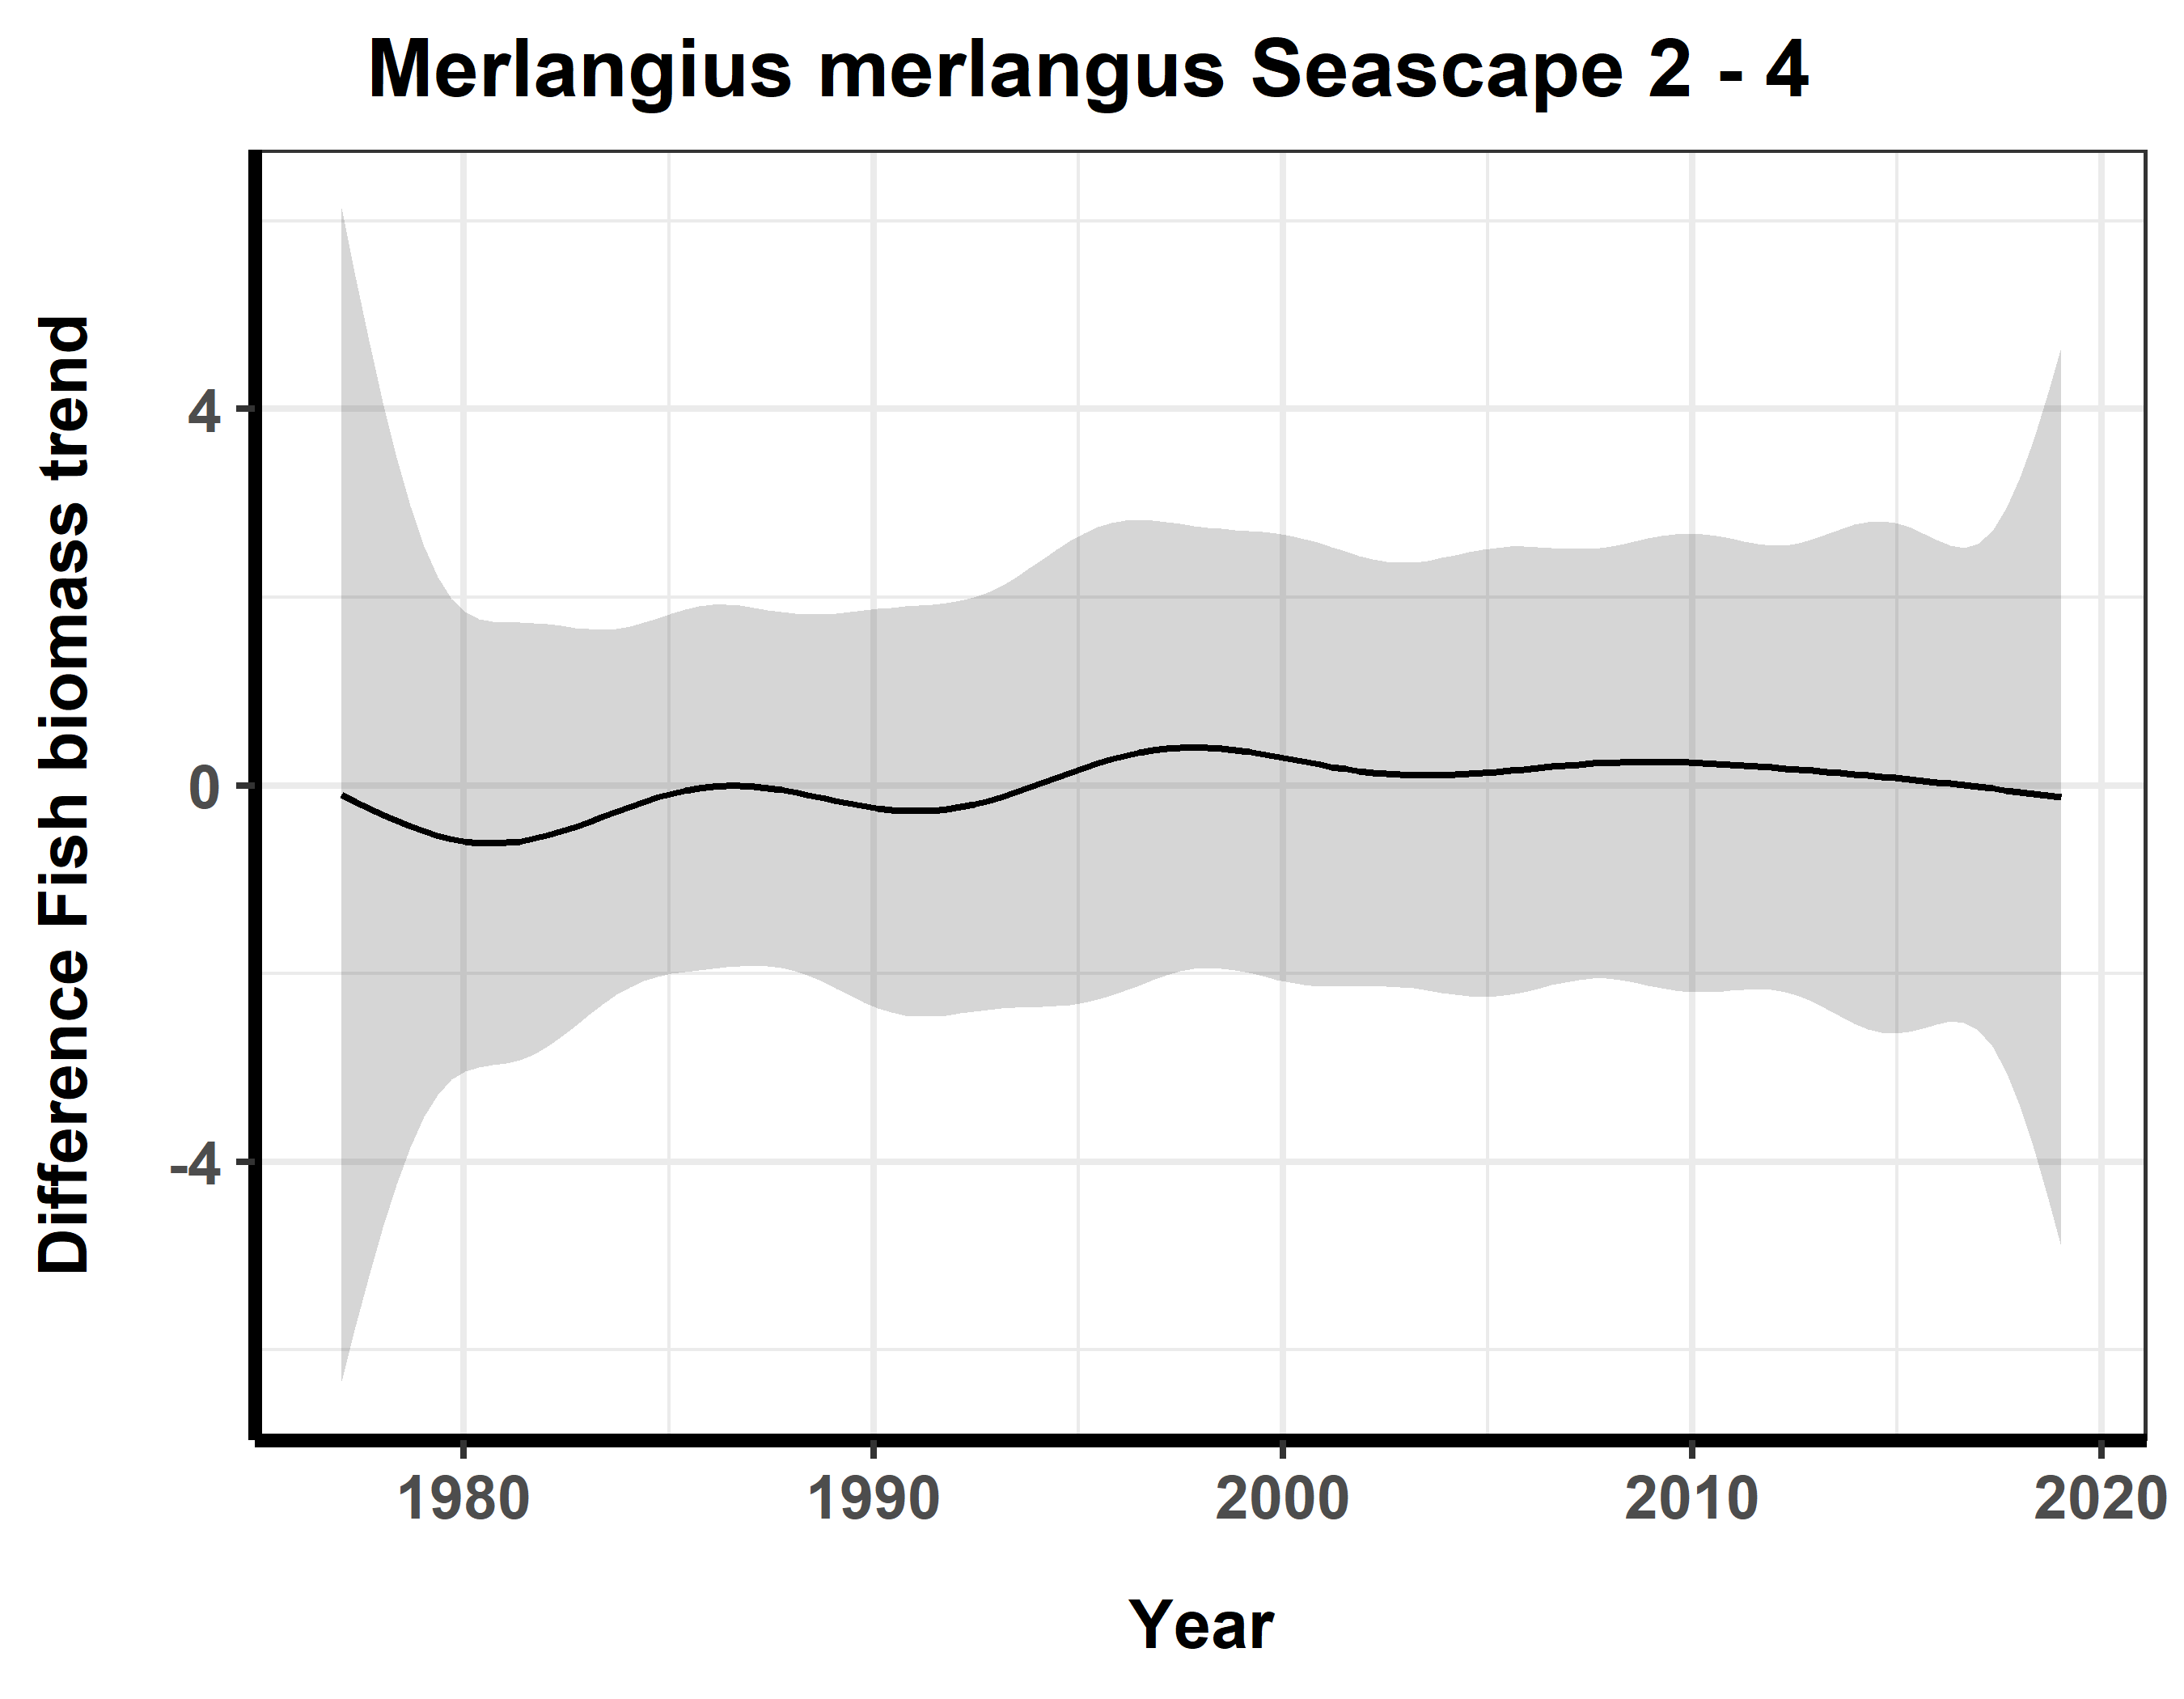 Merlangius merlangus Seascape 2 - 4
Difference Fish biomass trend
4
0
-4
1980 1990 2000 2010 2020
Year